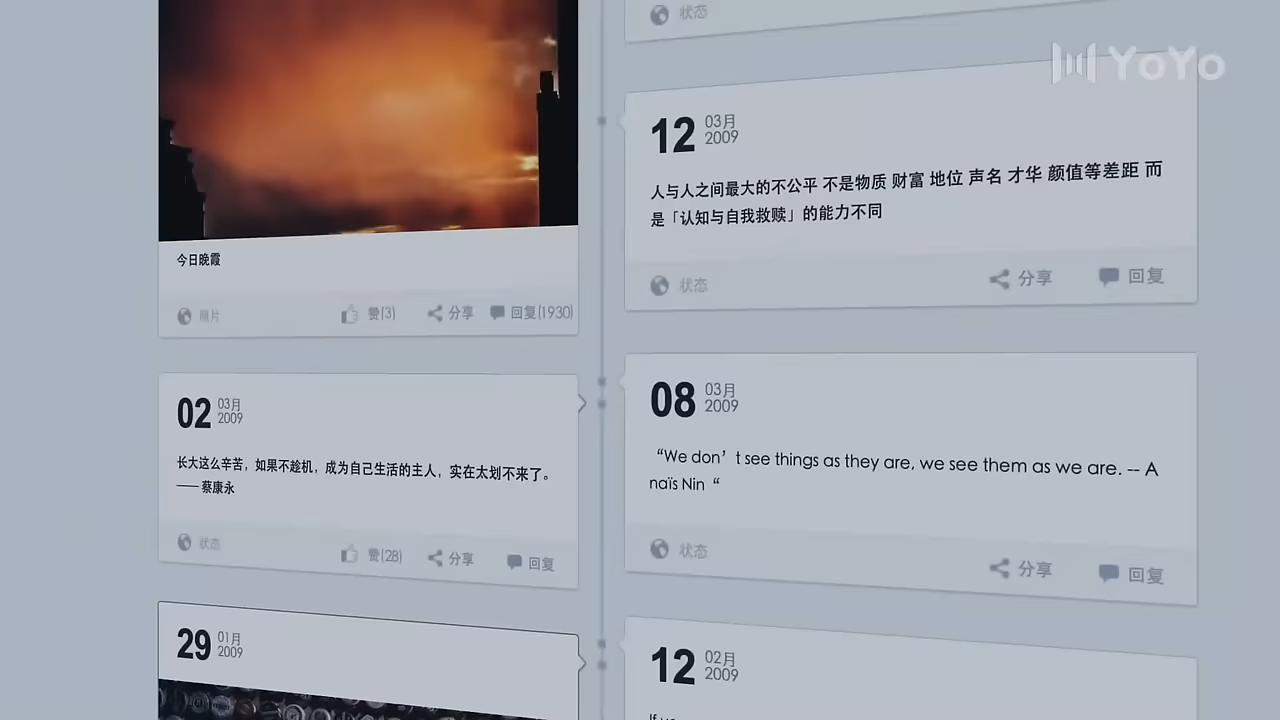 今日晚霞
照片
赞(3)
分享
回复(1930)
02
03月
2009
长大这么辛苦，如果不趁机，成为自己生活的主人，实在太划不来了。
—— 蔡康永
状态
赞(28)
分享
回复
29
01月
2009
状态
YoYo
12
03月
2009
人与人之间最大的不公平 不是物质 财富 地位 声名 才华 颜值等差距 而
是「认知与自我救赎」的能力不同
状态
分享
回复
08
03月
2009
“We don’t see things as they are, we see them as we are. -- A
naïs Nin “
状态
分享
回复
12
02月
2009